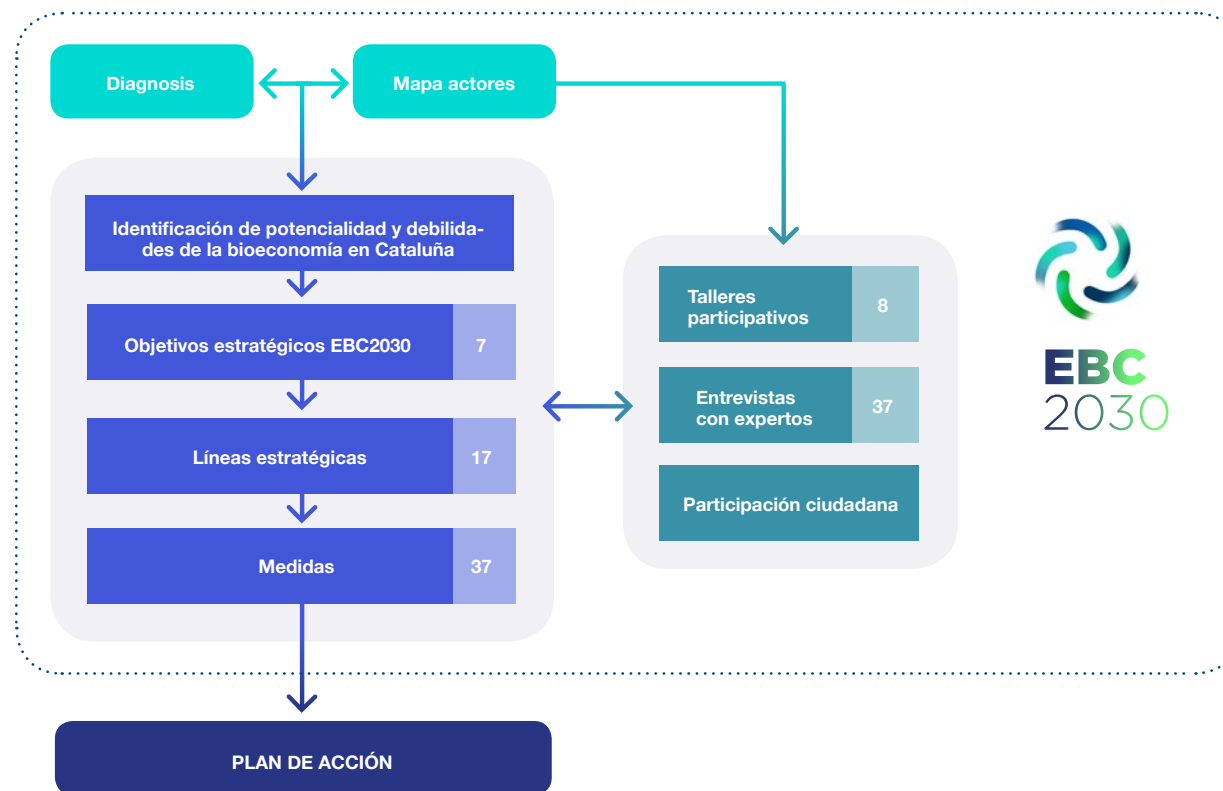 Diagnosis
Mapa actores
Identificación de potencialidad y debilida-
des de la bioeconomía en Cataluña
Objetivos estratégicos EBC2030
7
Líneas estratégicas
17
Medidas
37
Talleres
participativos
8
Entrevistas
con expertos
37
Participación ciudadana
EBC
2030
PLAN DE ACCIÓN